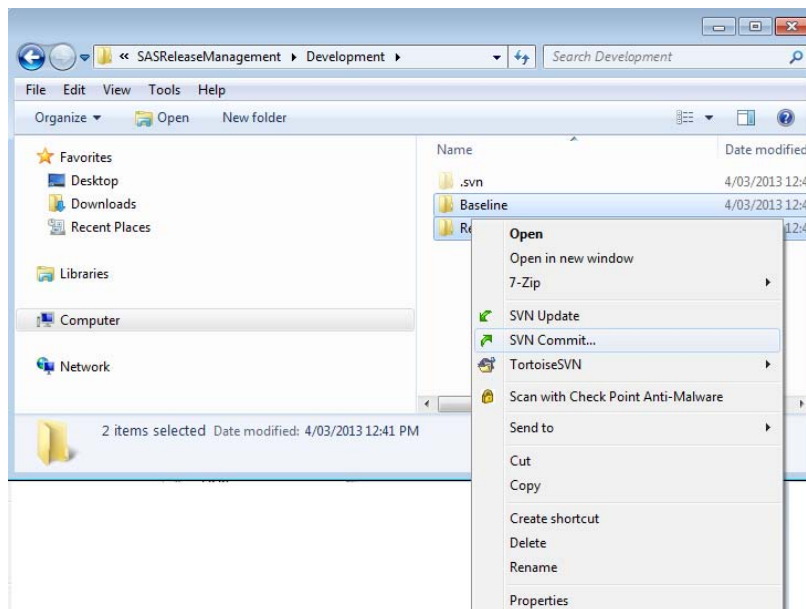 « SASReleaseManagement ▸ Development ▸
Search Development
File Edit View Tools Help
Organize Open New folder
Name Date modified
Favorites
Desktop
Downloads
Recent Places
Libraries
Computer
Network
.svn 4/03/2013 12:4
Baseline 4/03/2013 12:4
Re 12:4
Open
Open in new window
7-Zip
SVN Update
SVN Commit...
TortoiseSVN
Scan with Check Point Anti-Malware
Send to
Cut
Copy
Create shortcut
Delete
Rename
Properties
2 items selected Date modified: 4/03/2013 12:41 PM